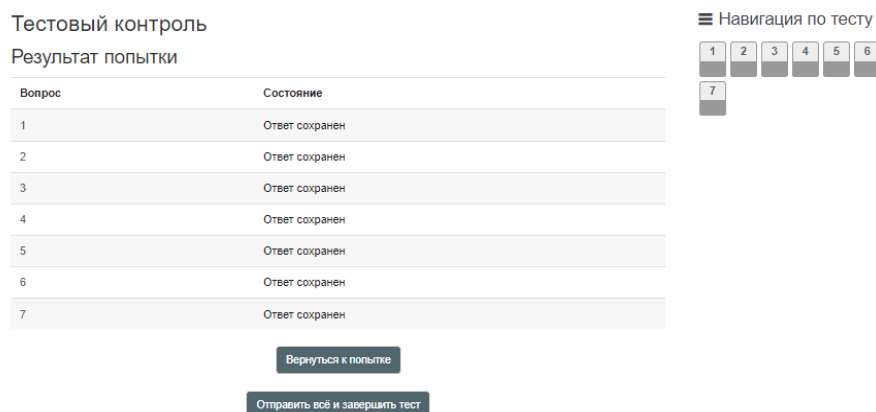 Тестовый контроль
Результат попытки
Вопрос Состояние
1 Ответ сохранен
2 Ответ сохранен
3 Ответ сохранен
4 Ответ сохранен
5 Ответ сохранен
6 Ответ сохранен
7 Ответ сохранен
Вернуться к попытке
Отправить всё и завершить тест
Навигация по тесту
1 2 3 4 5 6
7